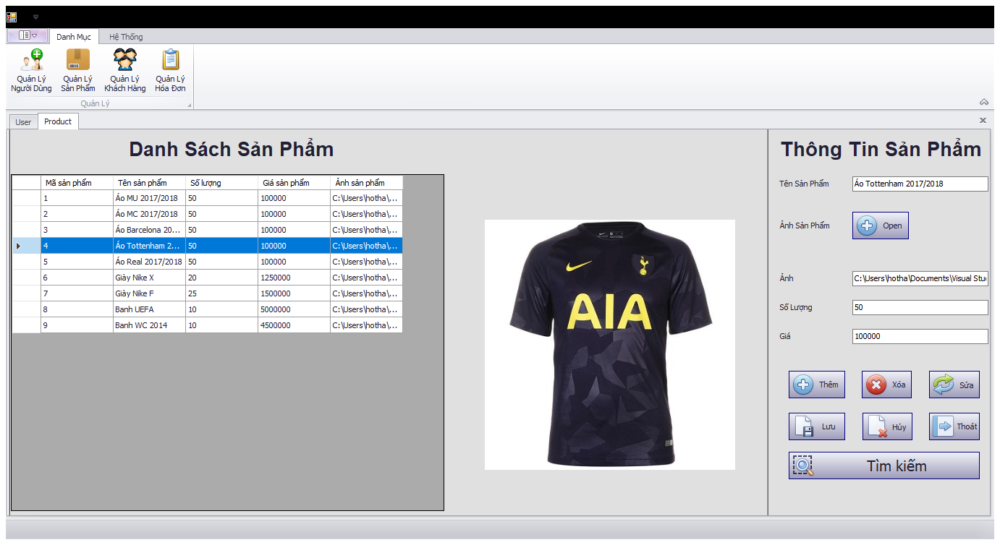 Danh Mục
Hệ Thống
Quản Lý Người Dùng
Quản Lý Sản Phẩm
Quản Lý Khách Hàng
Quản Lý Hóa Đơn
Quản Lý
User
Product
Danh Sách Sản Phẩm
Mã sản phẩm Tên sản phẩm Số lượng Giá sản phẩm Ảnh sản phẩm
1 Áo MU 2017/2018 50 100000 C:\Users\hotha\...
2 Áo MC 2017/2018 50 100000 C:\Users\hotha\...
3 Áo Barcelona 20... 50 100000 C:\Users\hotha\...
4 Áo Tottenham 2... 50 100000 C:\Users\hotha\...
5 Áo Real 2017/2018 50 100000 C:\Users\hotha\...
6 Giày Nike X 20 1250000 C:\Users\hotha\...
7 Giày Nike F 25 1500000 C:\Users\hotha\...
8 Banh UEFA 10 5000000 C:\Users\hotha\...
9 Banh WC 2014 10 4500000 C:\Users\hotha\...
AIA
Thông Tin Sản Phẩm
Tên Sản Phẩm Áo Tottenham 2017/2018
Ảnh Sản Phẩm Open
Ảnh C:\Users\hotha\Documents\Visual Stu
Số Lượng 50
Giá 100000
Thêm Xóa Sửa
Lưu Hủy Thoát
Tìm kiếm